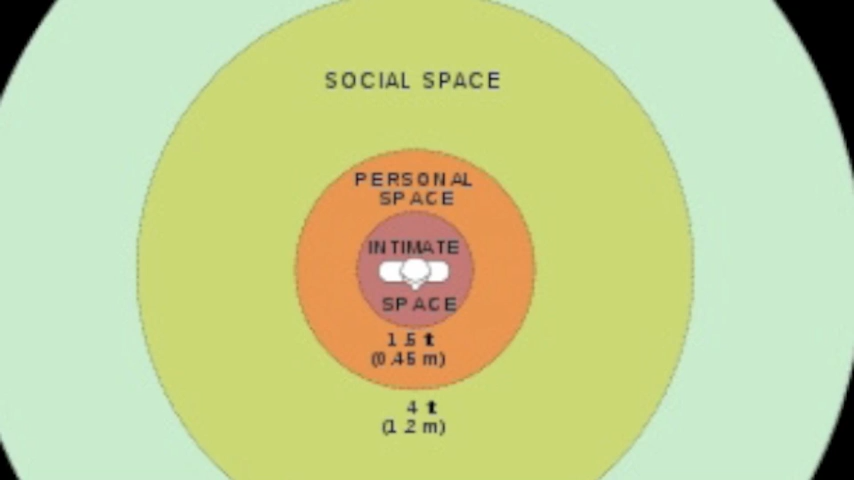 SOCIAL SPACE
PERSONAL
SPACE
INTIMATE
SPACE
1.5 ft
(0.45 m)
4 ft
(1.2 m)